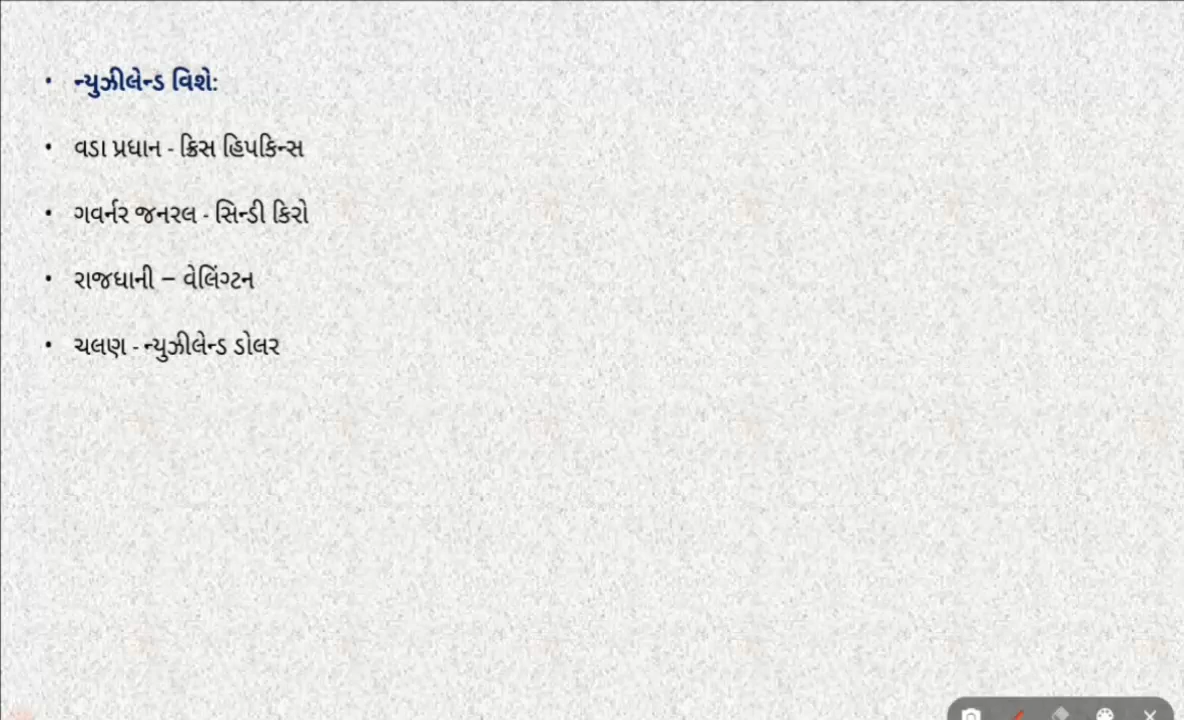 • ન્યુઝીલેન્ડ વિશે:
• વડા પ્રધાન - ક્રિસ હિપકિન્સ
• ગવર્નર જનરલ - સિન્ડી કિરો
• રાજધાની – વેલિંગ્ટન
• ચલણ - ન્યુઝીલેન્ડ ડોલર